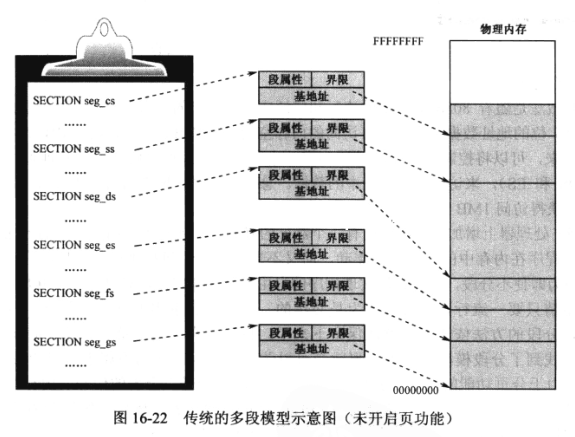 物理内存
FFFFFFFF
SECTION seg_cs
……
SECTION seg_ss
……
SECTION seg_ds
……
SECTION seg_es
……
SECTION seg_fs
……
SECTION seg_gs
……
段属性 界限
基地址
段属性 界限
基地址
段属性 界限
基地址
段属性 界限
基地址
段属性 界限
基地址
段属性 界限
基地址
00000000
图 16-22 传统的多段模型示意图（未开启页功能）